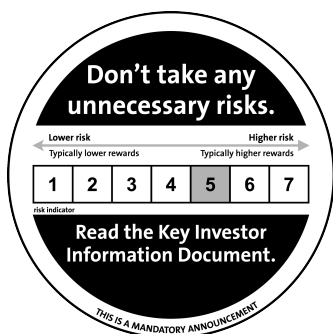 Don’t take any
unnecessary risks.
Lower risk Higher risk
Typically lower rewards Typically higher rewards
1 2 3 4 5 6 7
risk indicator
Read the Key Investor
Information Document.
THIS IS A MANDATORY ANNOUNCEMENT